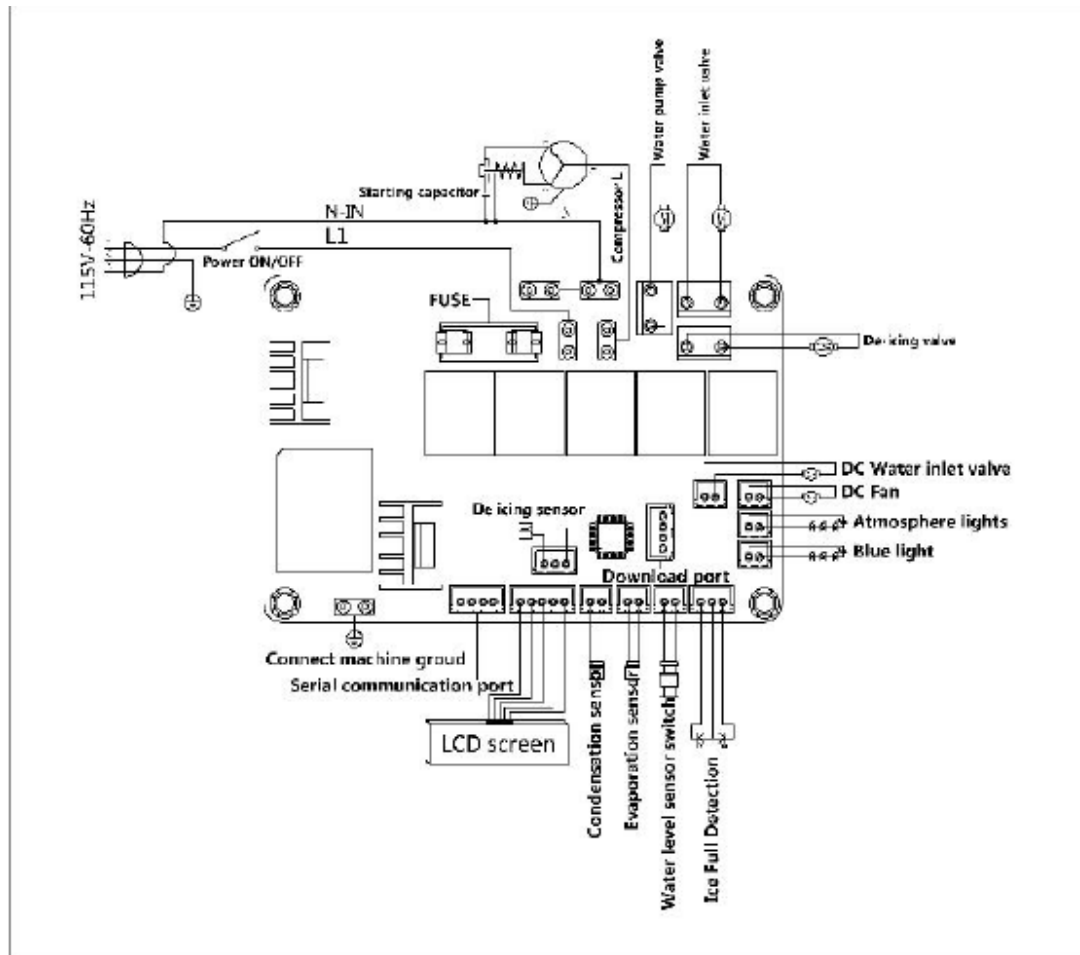 Water pump valve
Water inlet valve
Starting capacitor
N-IN
L1
115V-60Hz
Power ON/OFF
Compressor L
FUSE
De-icing valve
DC Water inlet valve
DC Fan
De icing sensor
+ Atmosphere lights
+ Blue light
Download port
Connect machine groud
Serial communication port
LCD screen
Condensation sensor
Evaporation sensor
Water level sensor switch
Ice Full Detection